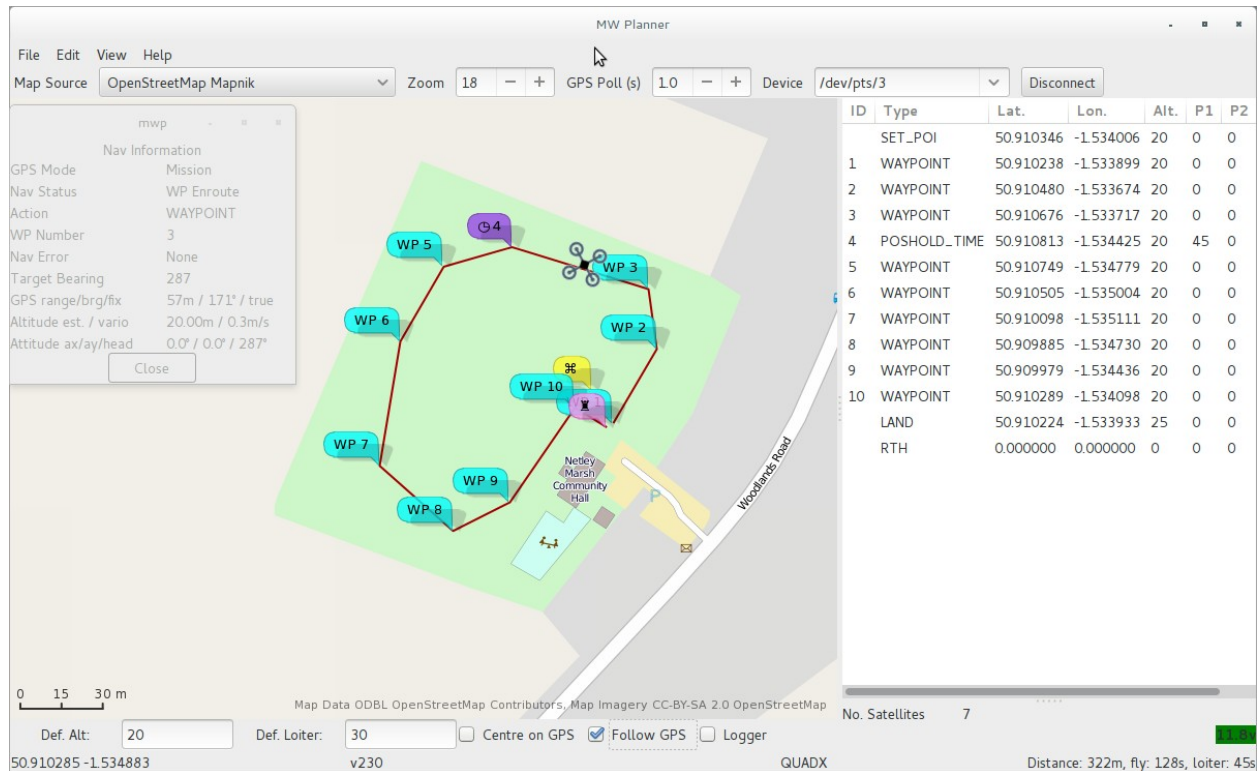 MW Planner
File Edit View Help
Map Source OpenStreetMap Mapnik Zoom 18 − + GPS Poll (s) 1.0 − + Device /dev/pts/3 Disconnect
mwp
Nav Information
GPS Mode Mission
Nav Status WP Enroute
Action WAYPOINT
WP Number 3
Nav Error None
Target Bearing 287
GPS range/brg/fix 57m / 171° / true
Altitude est. / vario 20.00m / 0.3m/s
Attitude ax/ay/head 0.0° / 0.0° / 287°
Close
4
WP 5
WP 3
WP 6
WP 2
WP 10
WP 7
WP 9
WP 8
Netley
Marsh
Community
Hall
P
Woodlands Road
0 15 30 m
Map Data ODBL OpenStreetMap Contributors, Map Imagery CC-BY-SA 2.0 OpenStreetMap
ID Type Lat. Lon. Alt. P1 P2
SET_POI 50.910346 -1.534006 20 0 0
1 WAYPOINT 50.910238 -1.533899 20 0 0
2 WAYPOINT 50.910480 -1.533674 20 0 0
3 WAYPOINT 50.910676 -1.533717 20 0 0
4 POSHOLD_TIME 50.910813 -1.534425 20 45 0
5 WAYPOINT 50.910749 -1.534779 20 0 0
6 WAYPOINT 50.910505 -1.535004 20 0 0
7 WAYPOINT 50.910098 -1.535111 20 0 0
8 WAYPOINT 50.909885 -1.534730 20 0 0
9 WAYPOINT 50.909979 -1.534436 20 0 0
10 WAYPOINT 50.910289 -1.534098 20 0 0
LAND 50.910224 -1.533933 25 0 0
RTH 0.000000 0.000000 0 0 0
No. Satellites 7
11.8v
Def. Alt: 20 Def. Loiter: 30 Centre on GPS Follow GPS Logger
50.910285 -1.534883 v230 QUADX Distance: 322m, fly: 128s, loiter: 45s